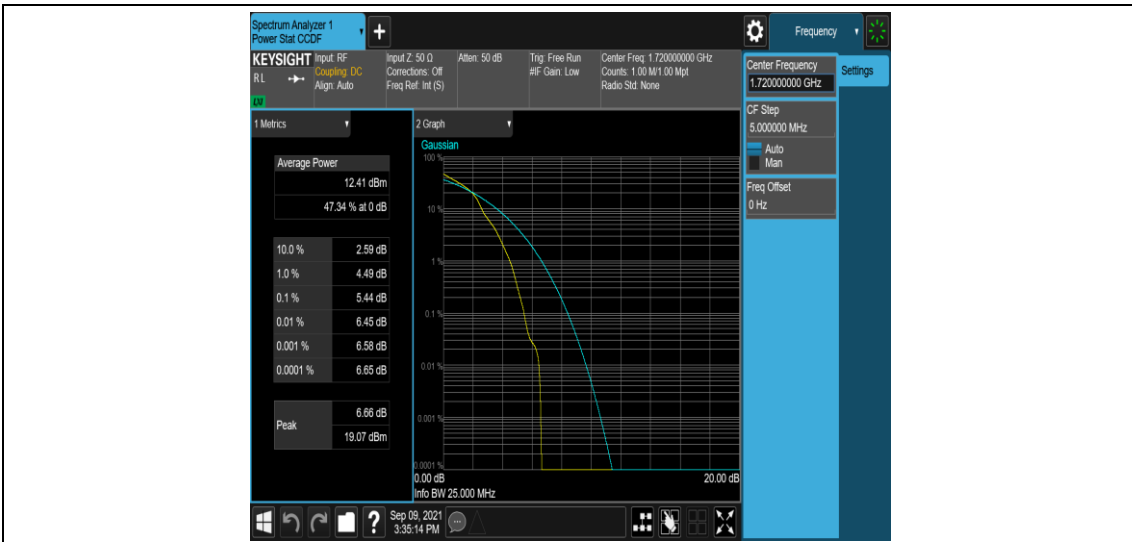 Spectrum Analyzer 1
Power Stat CCDF
+
Frequency
KEYSIGHT
RL
LXI
Input: RF
Coupling: DC
Align: Auto
Input Z: 50 Ω
Corrections: Off
Freq Ref: Int (S)
Atten: 50 dB
Trig: Free Run
#IF Gain: Low
Center Freq: 1.720000000 GHz
Counts: 1.00 M/1.00 Mpt
Radio Std: None
Center Frequency
1.720000000 GHz
Settings
CF Step
5.000000 MHz
Auto
Man
Freq Offset
0 Hz
1 Metrics
Average Power
12.41 dBm
47.34 % at 0 dB
10.0 % 2.59 dB
1.0 % 4.49 dB
0.1 % 5.44 dB
0.01 % 6.45 dB
0.001 % 6.58 dB
0.0001 % 6.65 dB
Peak
6.66 dB
19.07 dBm
2 Graph
Gaussian
100 %
10 %
1 %
0.1 %
0.01 %
0.001 %
0.0001 %
0.00 dB 20.00 dB
Info BW 25.000 MHz
?
Sep 09, 2021
3:35:14 PM